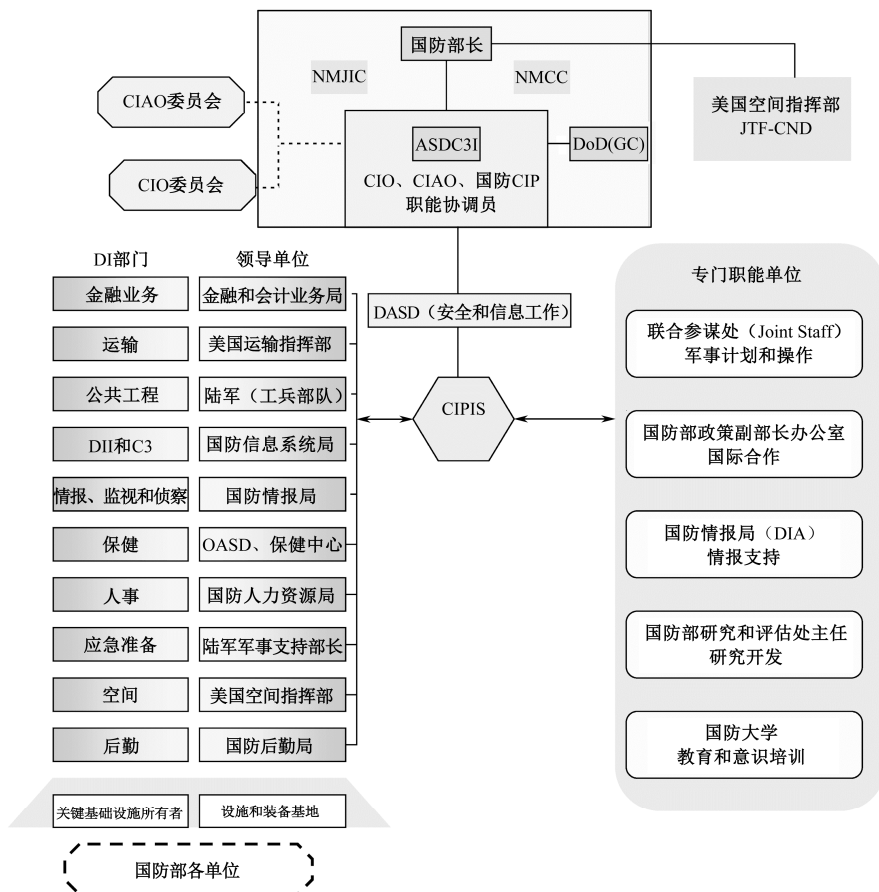 国防部长
NMJIC
NMCC
CIAO委员会
美国空间指挥部
JTF-CND
ASDC3I
DoD(GC)
CIO委员会
CIO、CIAO、国防CIP
职能协调员
DI部门
领导单位
专门职能单位
金融业务
金融和会计业务局
DASD（安全和信息工作）
运输
美国运输指挥部
联合参谋处（Joint Staff）
军事计划和操作
公共工程
陆军（工兵部队）
CIPIS
DII和C3
国防信息系统局
国防部政策副部长办公室
国际合作
情报、监视和侦察
国防情报局
保健
OASD、保健中心
国防情报局（DIA）
情报支持
人事
国防人力资源局
应急准备
陆军军事支持部长
国防部研究和评估处主任
研究开发
空间
美国空间指挥部
后勤
国防后勤局
国防大学
教育和意识培训
关键基础设施所有者
设施和装备基地
国防部各单位